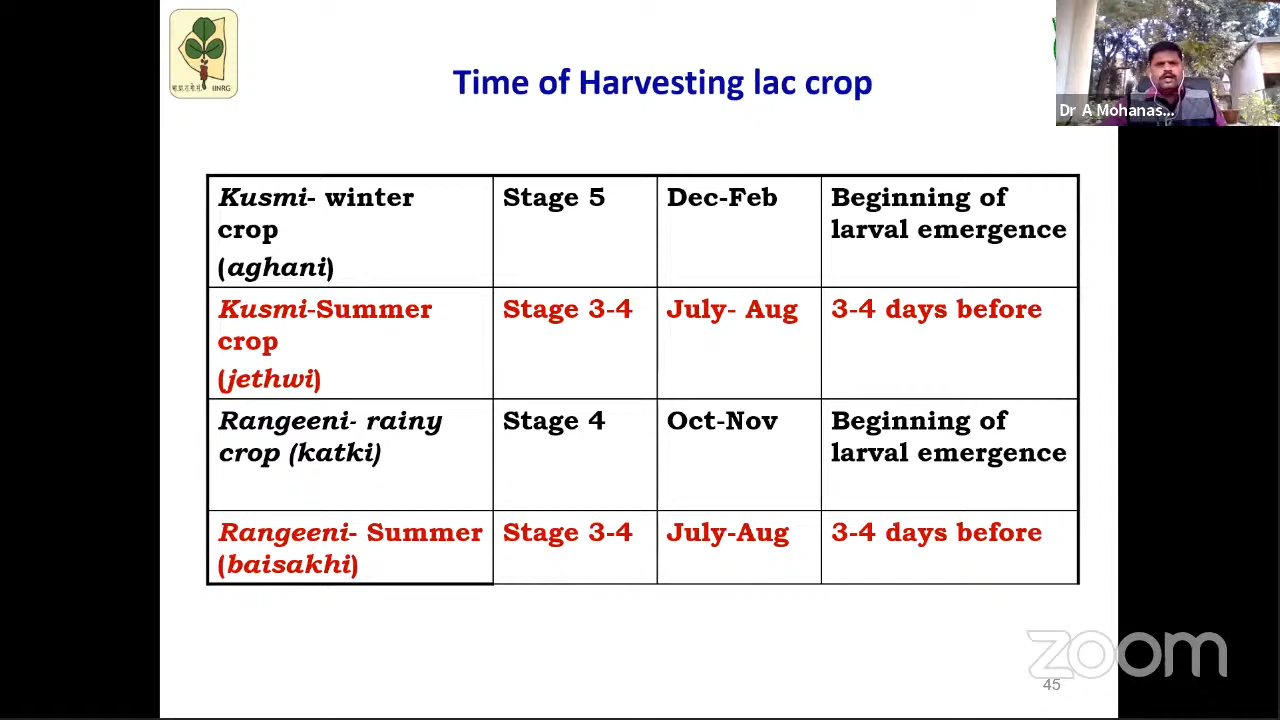 IINRG
Time of Harvesting lac crop
Dr A Mohanas...
Kusmi- winter
crop
(aghani)
Stage 5
Dec-Feb
Beginning of
larval emergence
Kusmi-Summer
crop
(jethwi)
Stage 3-4
July- Aug
3-4 days before
Rangeeni- rainy
crop (katki)
Stage 4
Oct-Nov
Beginning of
larval emergence
Rangeeni- Summer
(baisakhi)
Stage 3-4
July-Aug
3-4 days before
zoom
45